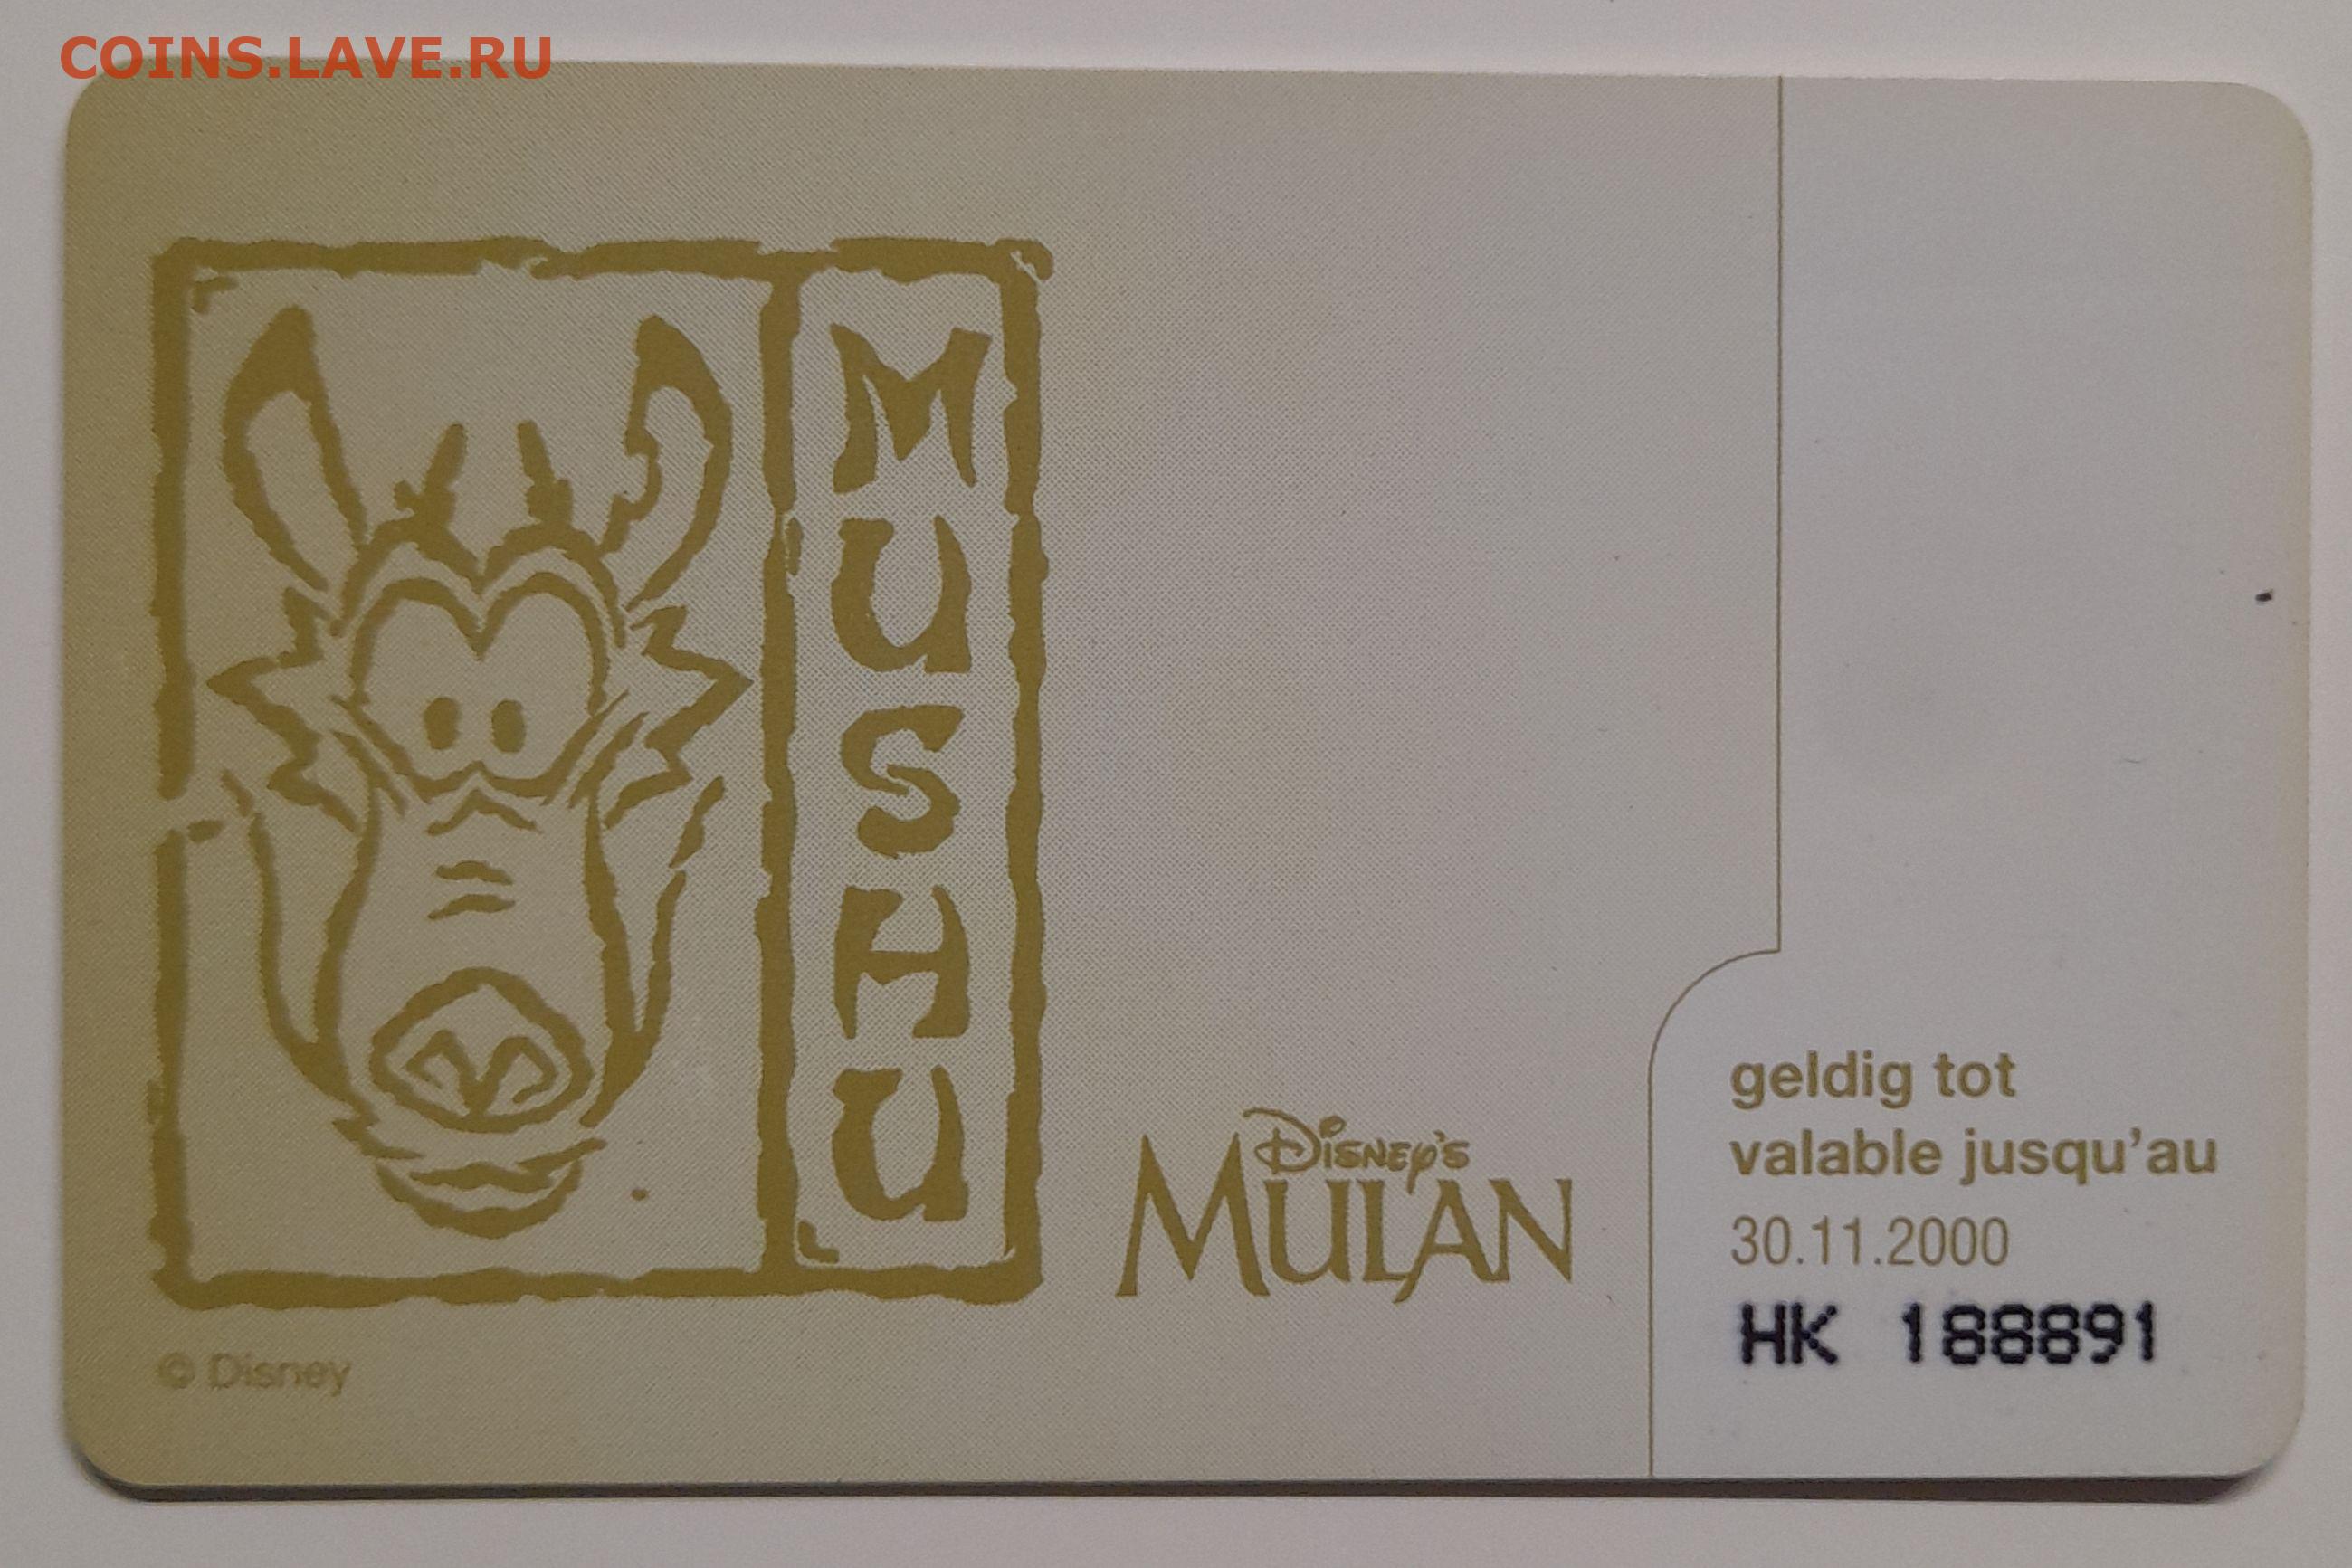 COINS.LAVE.RU
MUSHU
DISNEY'S
MULAN
geldig tot
valable jusqu'au
30.11.2000
HK 188891
© Disney